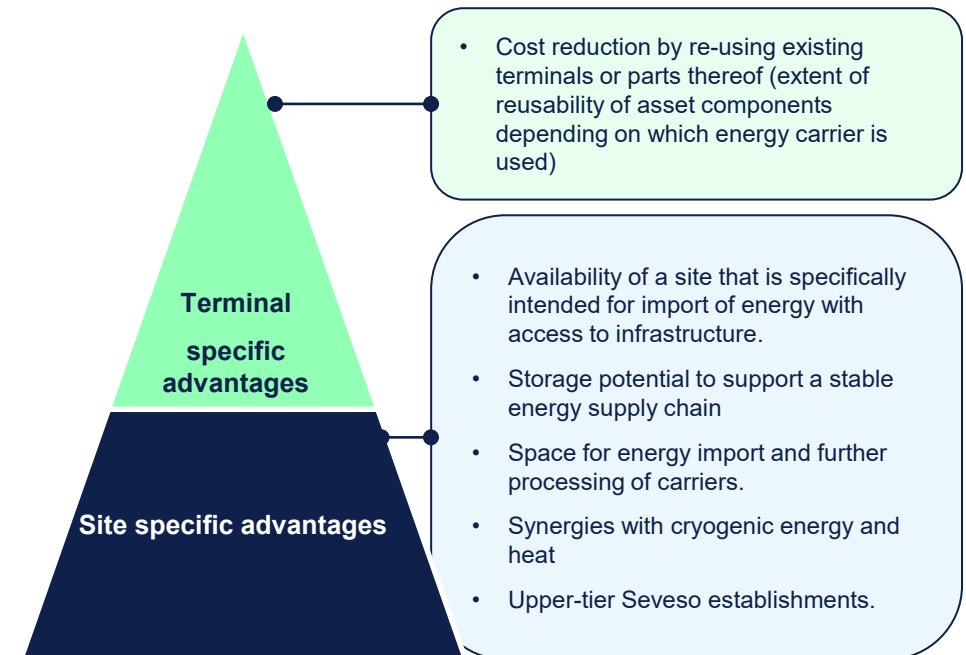 • Cost reduction by re-using existing
terminals or parts thereof (extent of
reusability of asset components
depending on which energy carrier is
used)
Terminal
specific
advantages
• Availability of a site that is specifically
intended for import of energy with
access to infrastructure.
• Storage potential to support a stable
energy supply chain
• Space for energy import and further
processing of carriers.
• Synergies with cryogenic energy and
heat
• Upper-tier Seveso establishments.
Site specific advantages